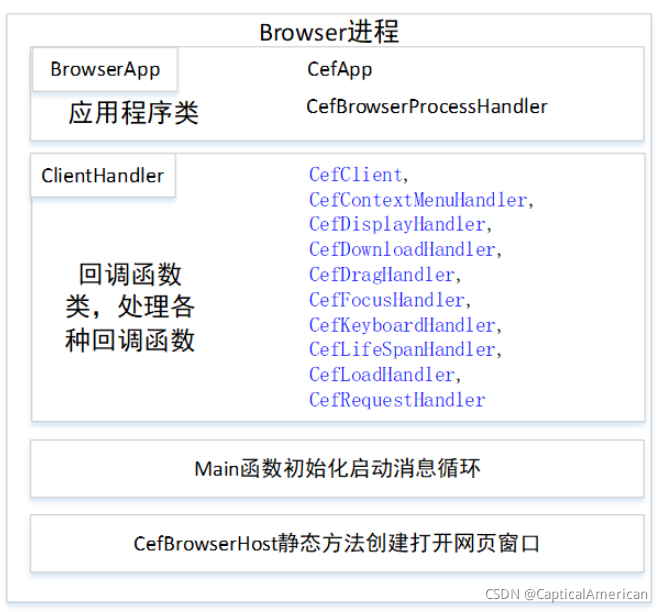 Browser进程
BrowserApp
CefApp
应用程序类
CefBrowserProcessHandler
ClientHandler
CefClient,
CefContextMenuHandler,
CefDisplayHandler,
CefDownloadHandler,
CefDragHandler,
CefFocusHandler,
CefKeyboardHandler,
CefLifeSpanHandler,
CefLoadHandler,
CefRequestHandler
回调函数
类，处理各
种回调函数
Main函数初始化启动消息循环
CefBrowserHost静态方法创建打开网页窗口
CSDN @CapticalAmerican